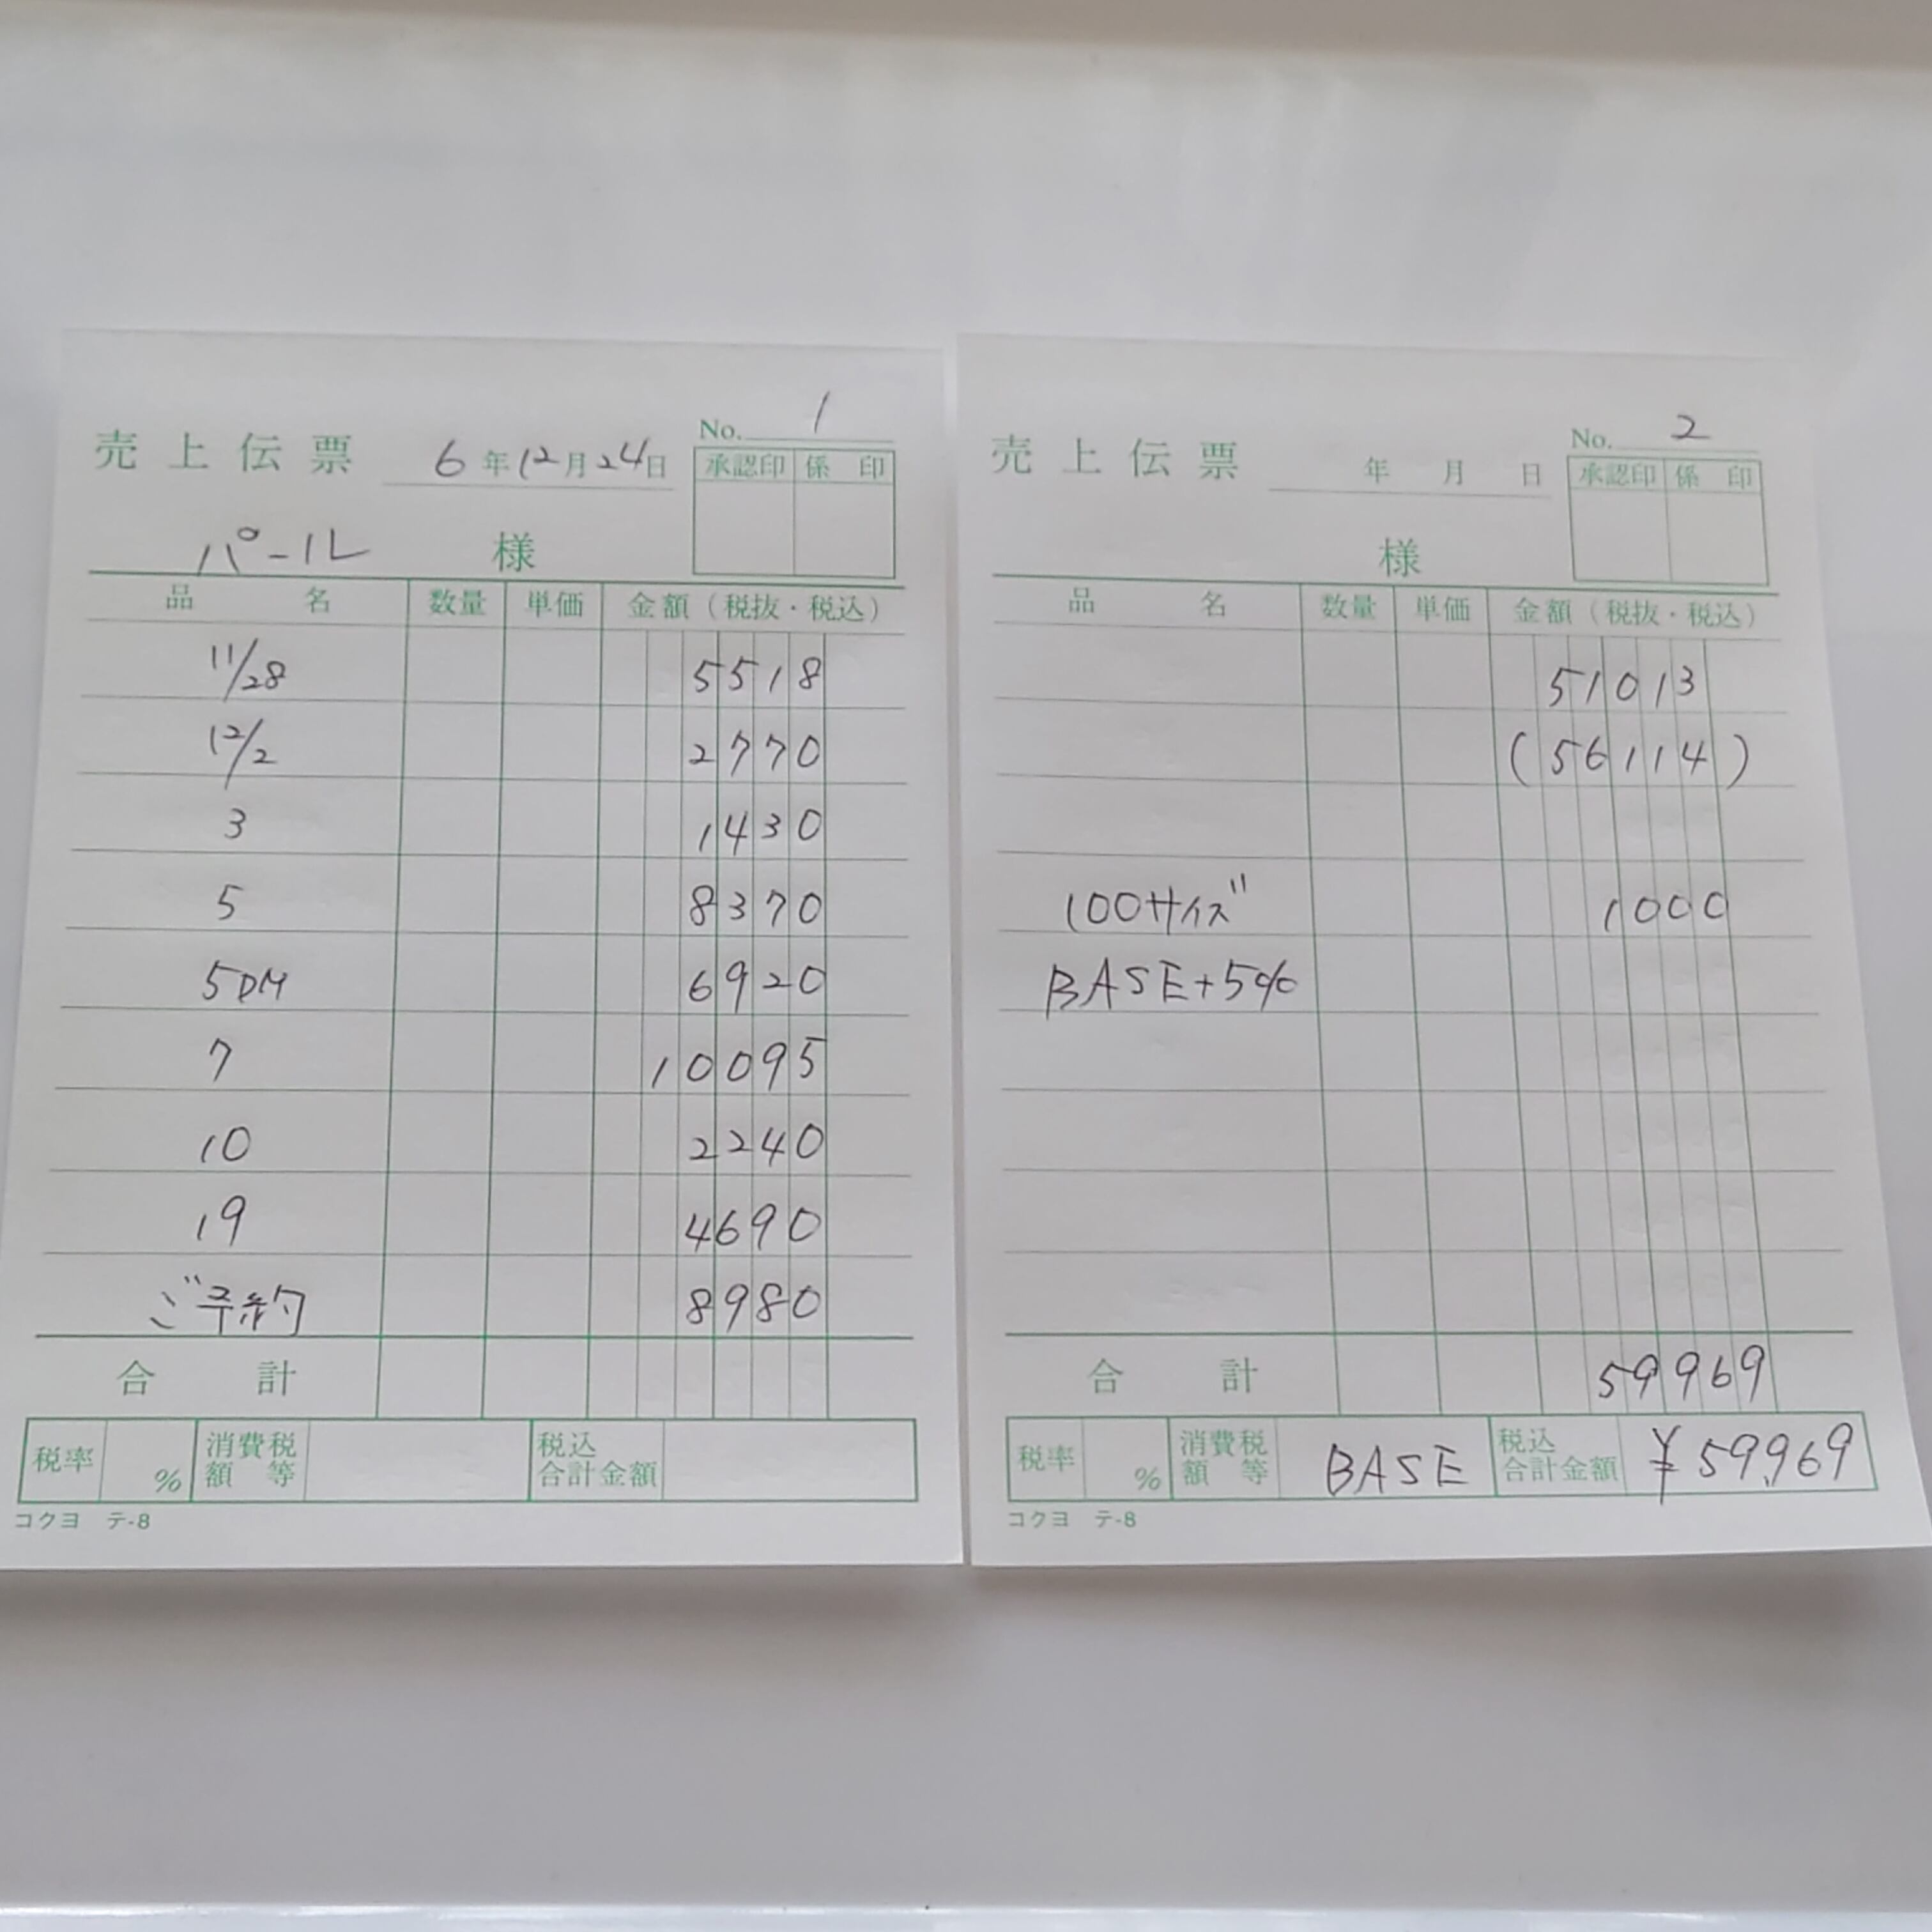 売上伝票 6年12月24日 No. 1
承認印 係印
パール 様
品名 数量 単価 金額(税抜・税込)
11/28 5518
12/2 2770
3 1430
5 8370
5DM 6920
7 10095
10 2240
19 4690
ご予約 8980
合計
税率 % 消費税額等 税込合計金額
コクヨ テ-8
売上伝票 年 月 日 No. 2
承認印 係印
様
品名 数量 単価 金額(税抜・税込)
51013
(56114)
100サイズ 1000
BASE+5%
合計 59969
税率 % 消費税額等 BASE 税込合計金額 ¥59,969
コクヨ テ-8